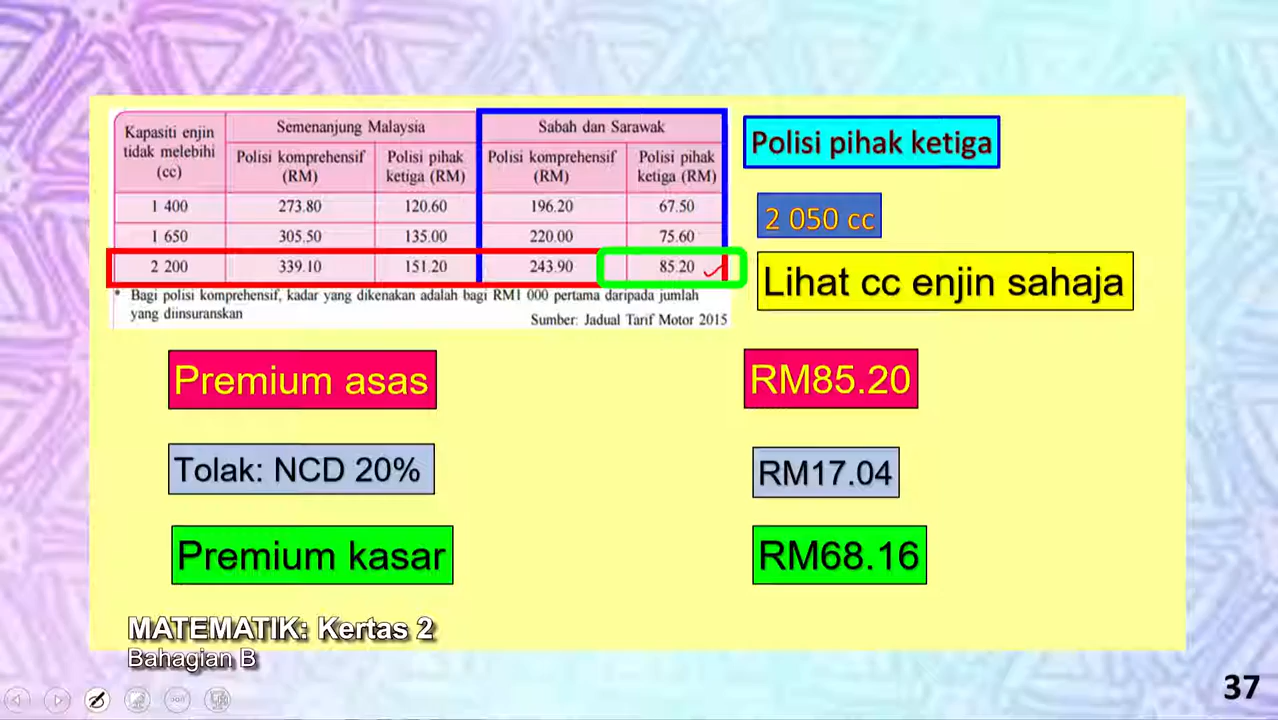 Kapasiti enjin tidak melebihi (cc) Semenanjung Malaysia Sabah dan Sarawak
Polisi komprehensif (RM) Polisi pihak ketiga (RM) Polisi komprehensif (RM) Polisi pihak ketiga (RM)
1 400 273.80 120.60 196.20 67.50
1 650 305.50 135.00 220.00 75.60
2 200 339.10 151.20 243.90 85.20
* Bagi polisi komprehensif, kadar yang dikenakan adalah bagi RM1 000 pertama daripada jumlah
yang diinsuranskan
Sumber: Jadual Tarif Motor 2015
Polisi pihak ketiga
2 050 cc
Lihat cc enjin sahaja
Premium asas RM85.20
Tolak: NCD 20% RM17.04
Premium kasar RM68.16
MATEMATIK: Kertas 2
Bahagian B
37